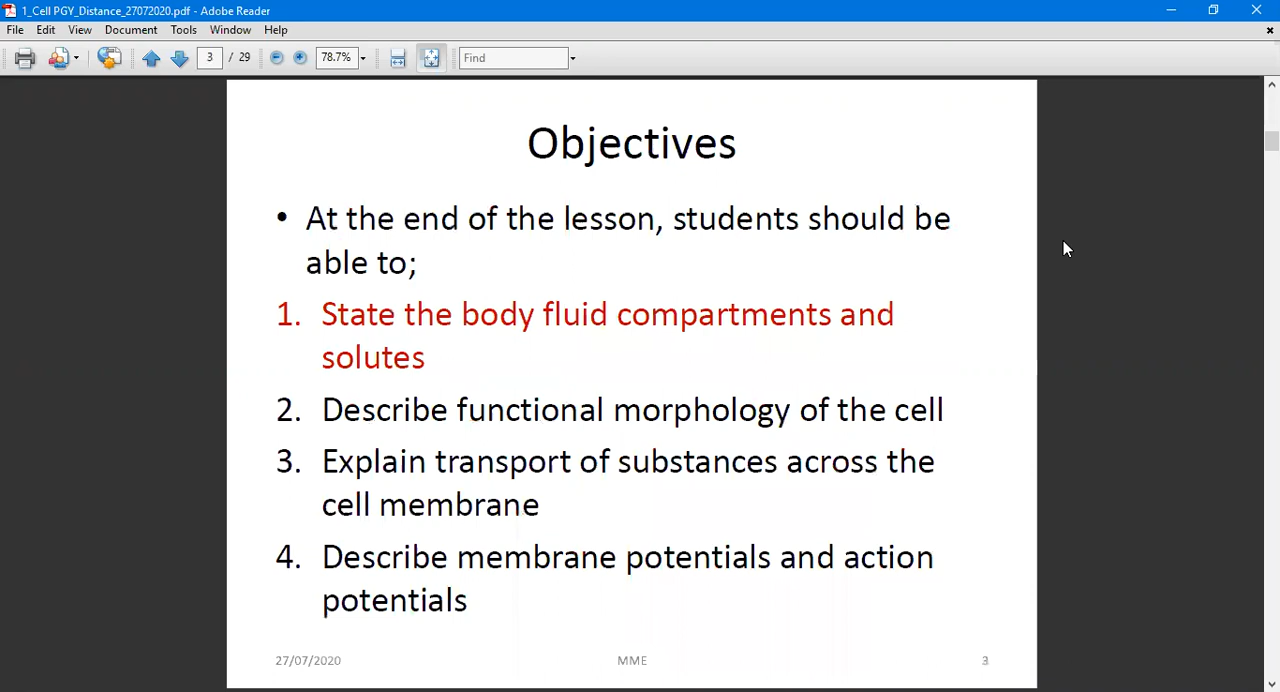 1_Cell PGY_Distance_27072020.pdf - Adobe Reader
File Edit View Document Tools Window Help
3 / 29 78.7% Find
Objectives
• At the end of the lesson, students should be
able to;
1. State the body fluid compartments and
solutes
2. Describe functional morphology of the cell
3. Explain transport of substances across the
cell membrane
4. Describe membrane potentials and action
potentials
27/07/2020 MME 3